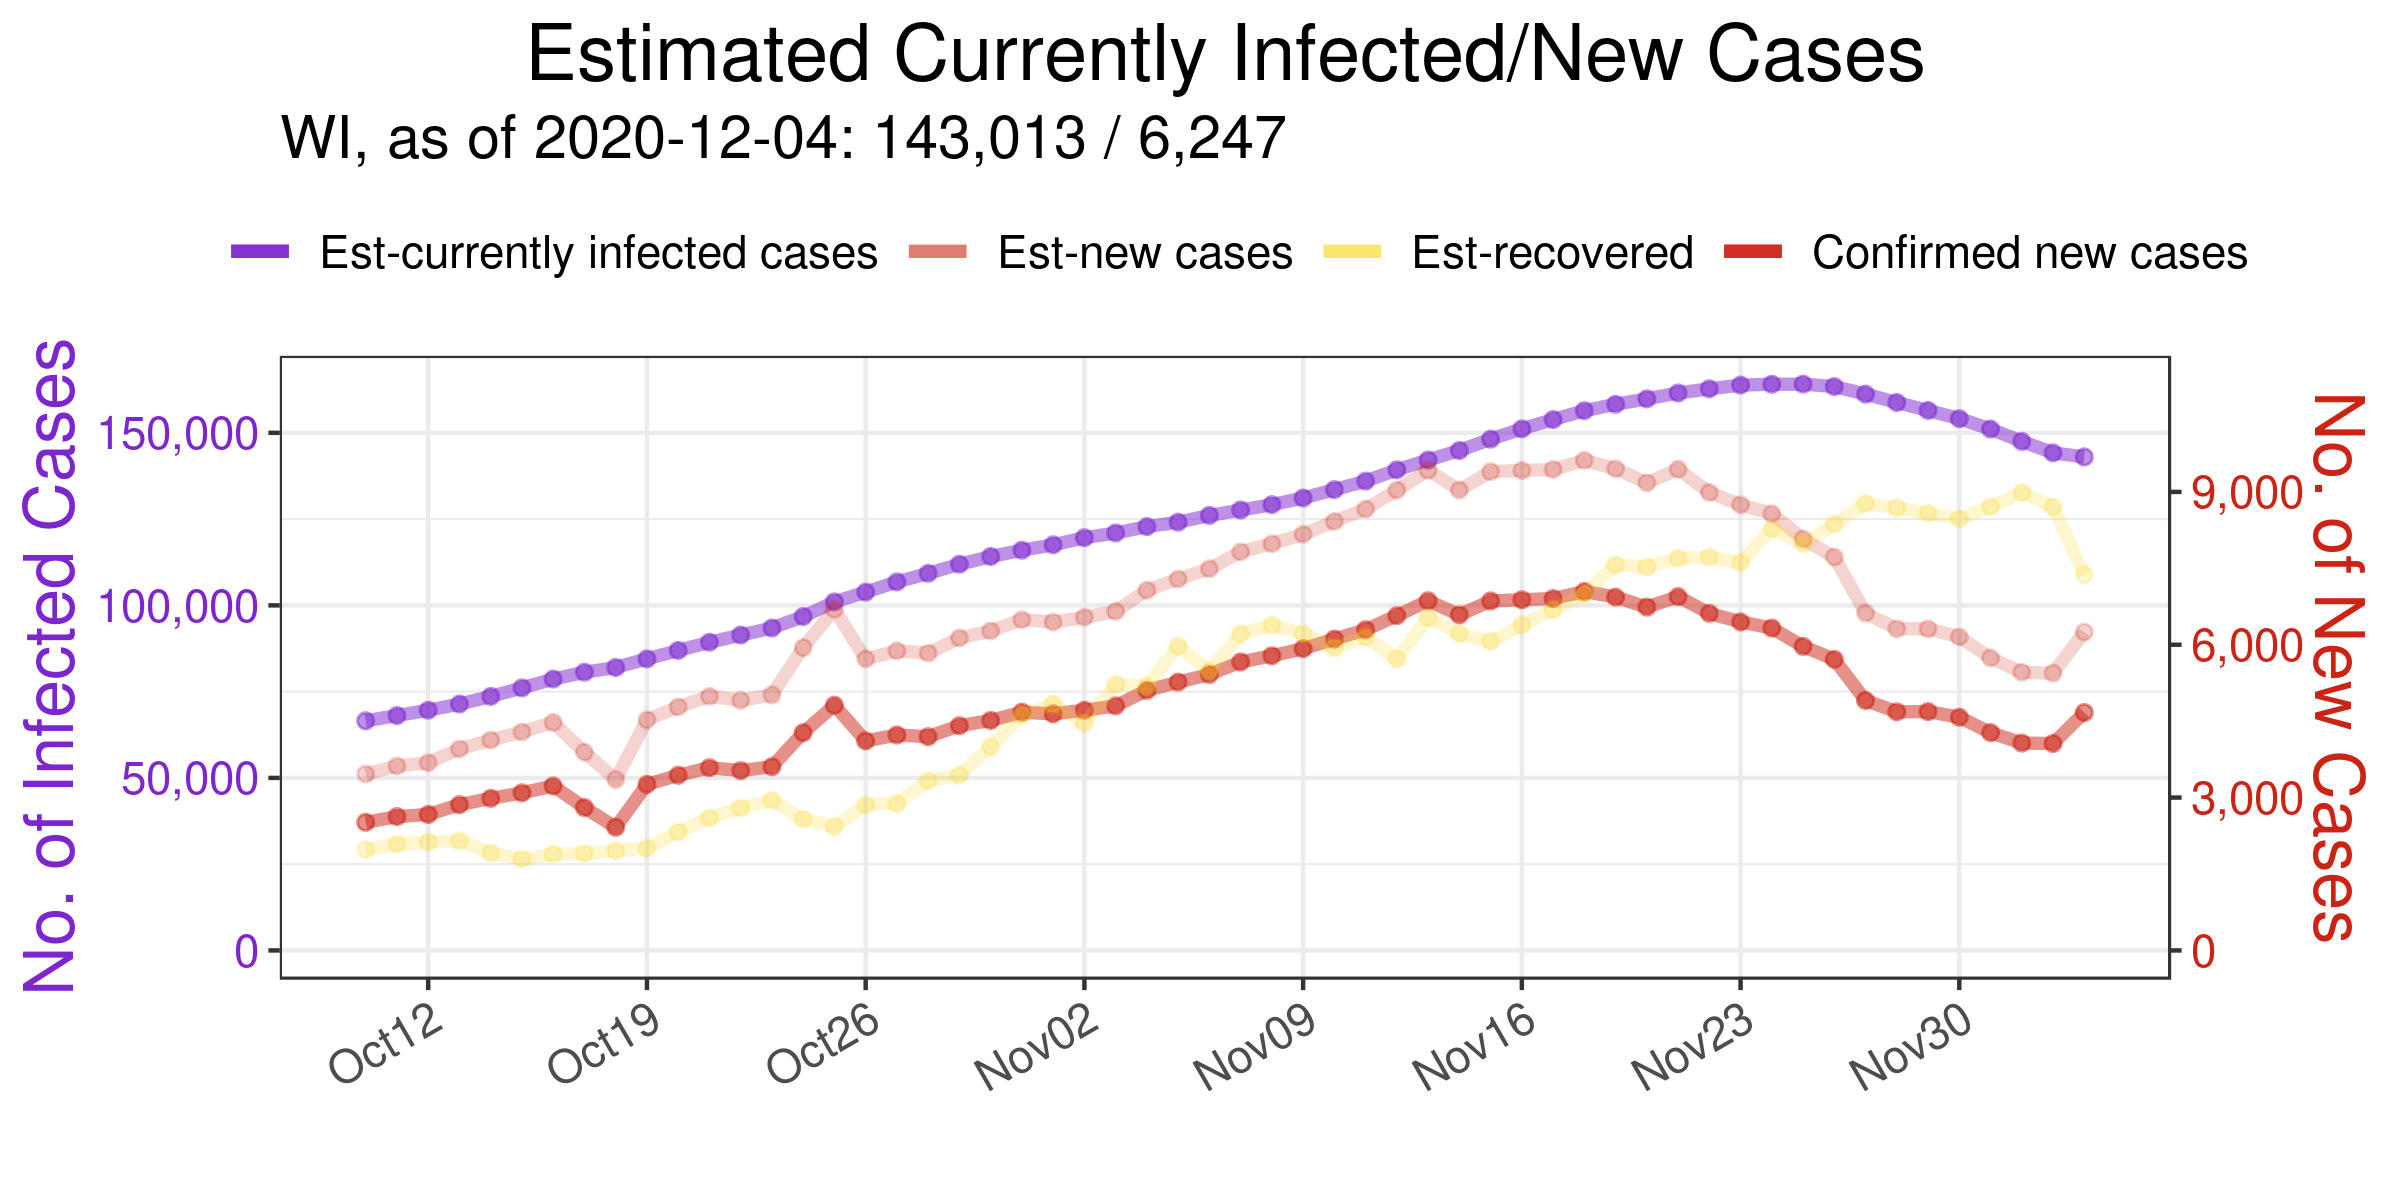 Estimated Currently Infected/New Cases
WI, as of 2020-12-04: 143,013 / 6,247
Est-currently infected cases Est-new cases Est-recovered Confirmed new cases
No. of Infected Cases
150,000
100,000
50,000
0
9,000
6,000
3,000
0
No. of New Cases
Oct12 Oct19 Oct26 Nov02 Nov09 Nov16 Nov23 Nov30